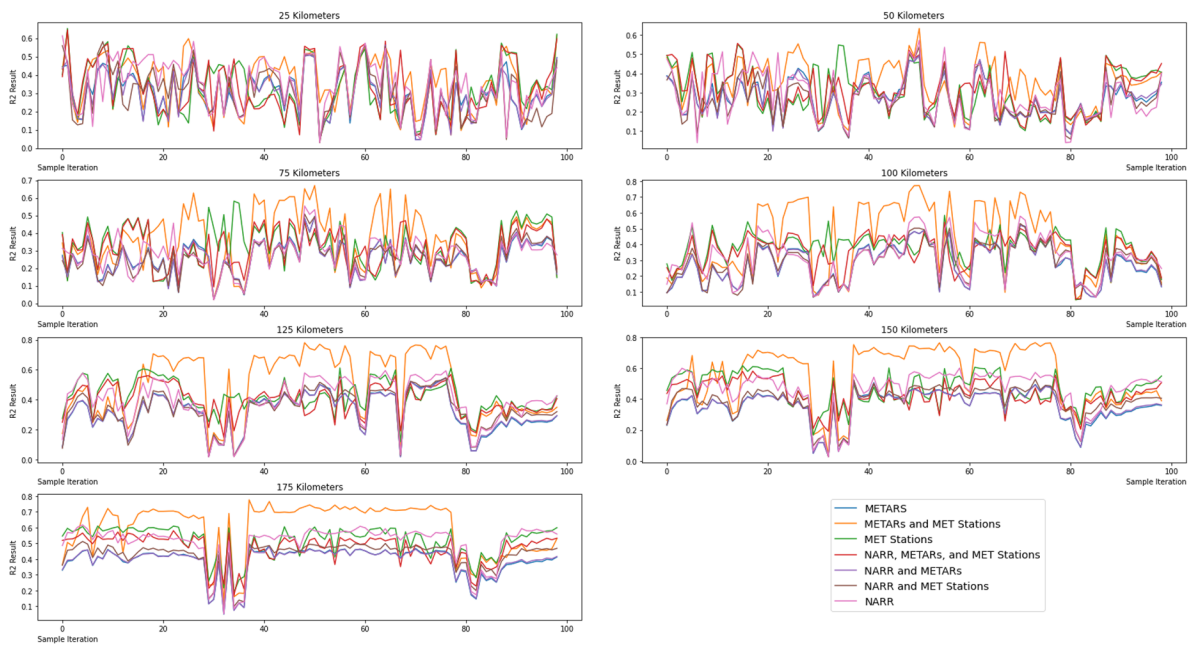 25 Kilometers
0.6
0.5
0.4
0.3
0.2
0.1
0.0
R2 Result
0 20 40 60 80 100
Sample Iteration
50 Kilometers
0.6
0.5
0.4
0.3
0.2
0.1
R2 Result
0 20 40 60 80 100
Sample Iteration
75 Kilometers
0.7
0.6
0.5
0.4
0.3
0.2
0.1
0.0
R2 Result
0 20 40 60 80 100
Sample Iteration
100 Kilometers
0.8
0.7
0.6
0.5
0.4
0.3
0.2
0.1
R2 Result
0 20 40 60 80 100
Sample Iteration
125 Kilometers
0.8
0.6
0.4
0.2
0.0
R2 Result
0 20 40 60 80 100
Sample Iteration
150 Kilometers
0.8
0.6
0.4
0.2
0.0
R2 Result
0 20 40 60 80 100
Sample Iteration
175 Kilometers
0.8
0.7
0.6
0.5
0.4
0.3
0.2
0.1
R2 Result
0 20 40 60 80 100
Sample Iteration
METARS
METARs and MET Stations
MET Stations
NARR, METARs, and MET Stations
NARR and METARs
NARR and MET Stations
NARR